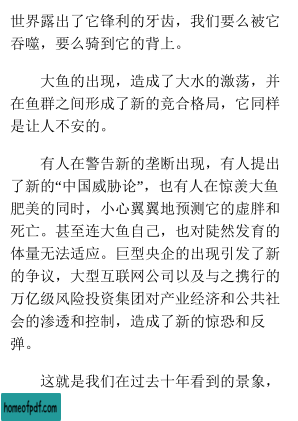 世界露出了它锋利的牙齿，我们要么被它
吞噬，要么骑到它的背上。
大鱼的出现，造成了大水的激荡，并
在鱼群之间形成了新的竞合格局，它同样
是让人不安的。
有人在警告新的垄断出现，有人提出
了新的“中国威胁论”，也有人在惊羡大鱼
肥美的同时，小心翼翼地预测它的虚胖和
死亡。甚至连大鱼自己，也对陡然发育的
体量无法适应。巨型央企的出现引发了新
的争议，大型互联网公司以及与之携行的
万亿级风险投资集团对产业经济和公共社
会的渗透和控制，造成了新的惊恐和反
弹。
这就是我们在过去十年看到的景象，
homeofpdf.com